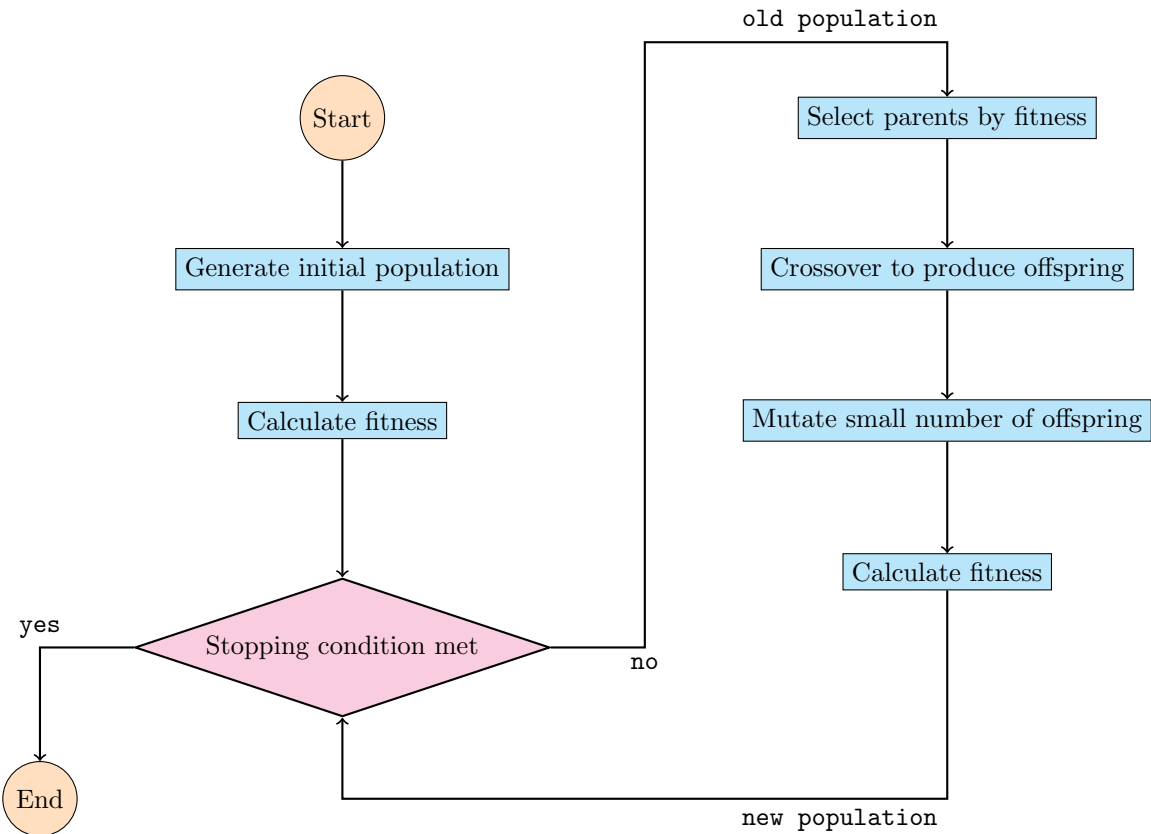 old population
Start
Select parents by fitness
Generate initial population
Crossover to produce offspring
Calculate fitness
Mutate small number of offspring
Calculate fitness
yes
Stopping condition met
no
End
new population